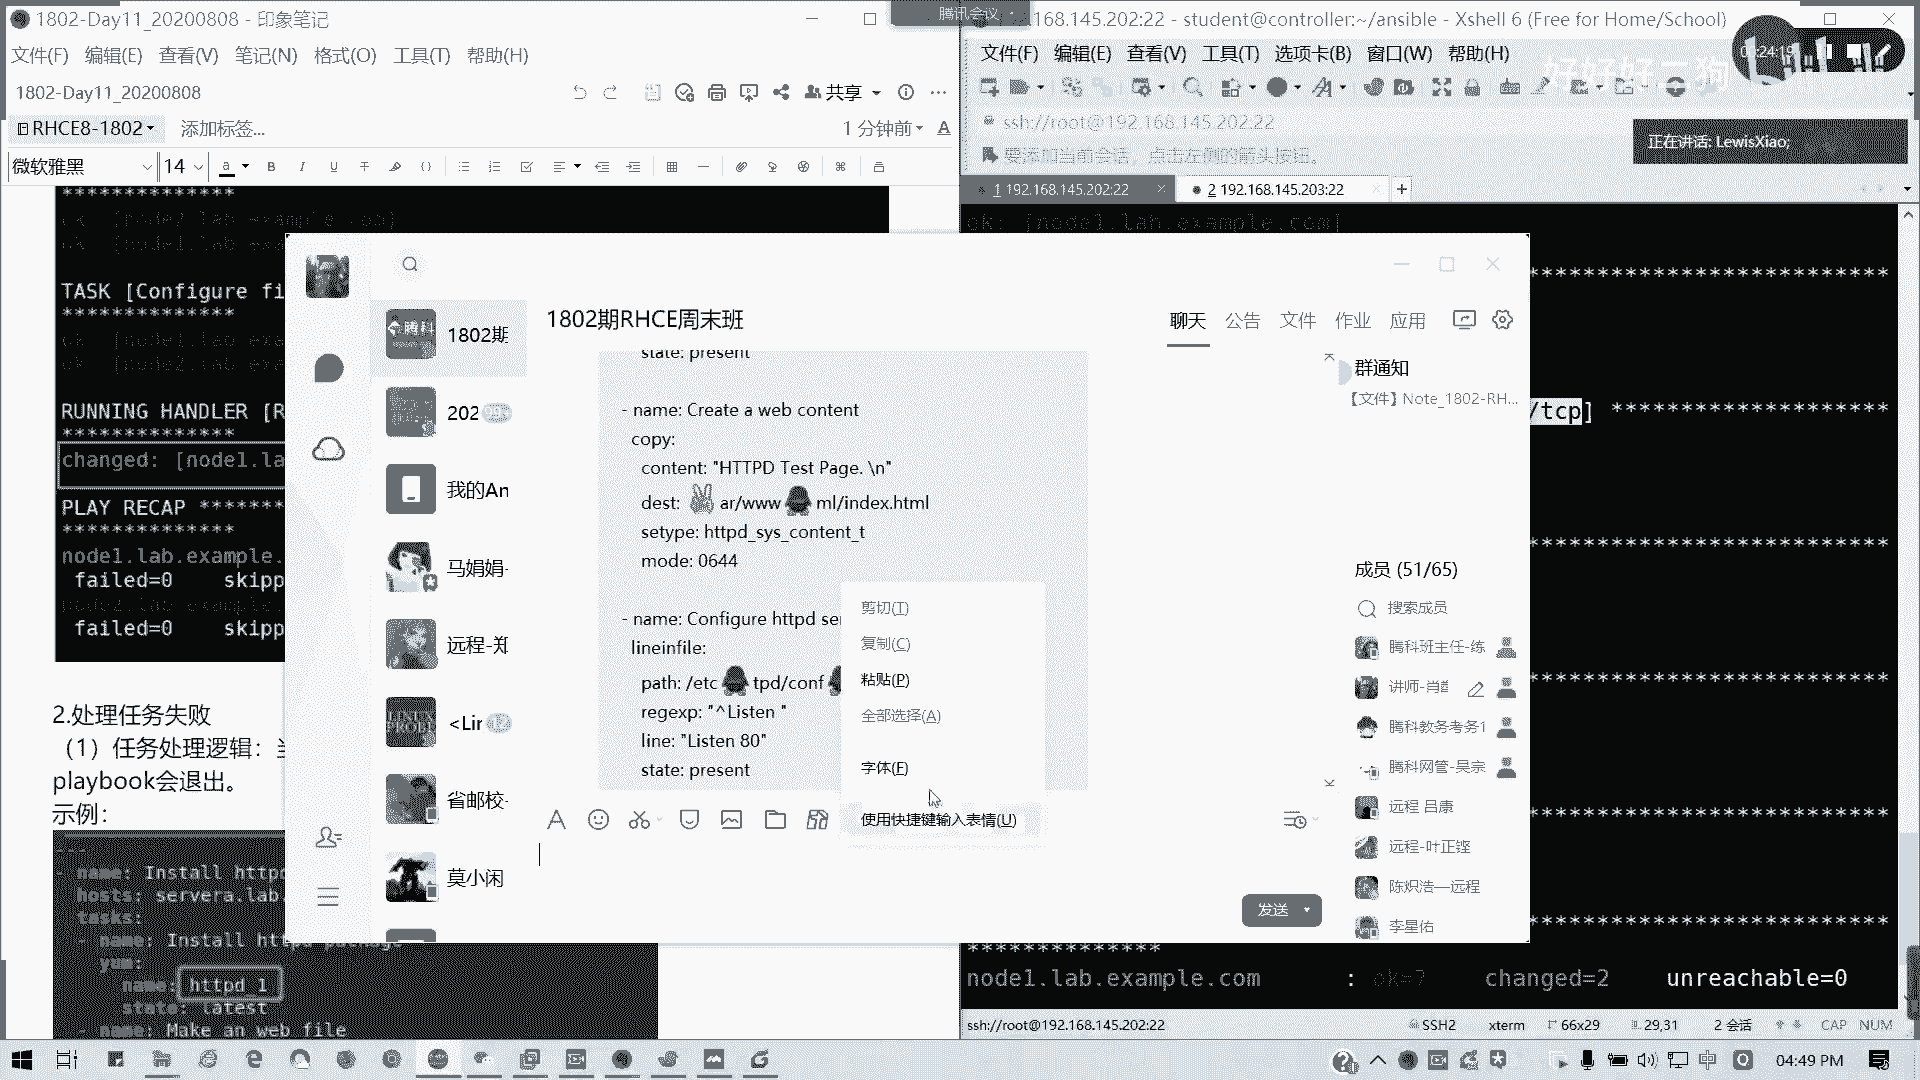 1802-Day11_20200808 - 印象笔记
文件(F) 编辑(E) 查看(V) 笔记(N) 格式(O) 工具(T) 帮助(H)
1802-Day11_20200808
共享
RHCE8-1802
添加标签...
1 分钟前
微软雅黑
14
**************
TASK [Configure fi
**************
RUNNING HANDLER [R
**************
changed: [node1.la
PLAY RECAP *******
**************
node1.lab.example.
failed=0 skipp
failed=0 skipp
2.处理任务失败
（1）任务处理逻辑：
playbook会退出。
示例：
---
- name: Install httpd
hosts: servera.lab.
tasks:
- name: Install httpd package
yum:
name: httpd_1
state: latest
- name: Make an web file
腾讯会议
168.145.202:22 - student@controller:~/ansible - Xshell 6 (Free for Home/School)
文件(F) 编辑(E) 查看(V) 工具(T) 选项卡(B) 窗口(W) 帮助(H)
好好好二狗
ssh://root@192.168.145.202:22
要添加当前会话，点击左侧的箭头按钮。
正在讲话: LewisXiao;
1 192.168.145.202:22
2 192.168.145.203:22
ok: [node1.lab.example.com]
/tcp] ********************
node1.lab.example.com : ok=7 changed=2 unreachable=0
ssh://root@192.168.145.202:22
SSH2
xterm
66x29
29,31
2 会话
CAP NUM
1802期
202
我的An
马娟娟-
远程-郑
<Lir
省邮校-
莫小闲
1802期RHCE周末班
聊天 公告 文件 作业 应用
state: present
- name: Create a web content
copy:
content: "HTTPD Test Page. \n"
dest: ar/www ml/index.html
setype: httpd_sys_content_t
mode: 0644
- name: Configure httpd ser
lineinfile:
path: /etc tpd/conf
regexp: "^Listen "
line: "Listen 80"
state: present
剪切(T)
复制(C)
粘贴(P)
全部选择(A)
字体(F)
使用快捷键输入表情(U)
发送
群通知
【文件】Note_1802-RH...
成员 (51/65)
搜索成员
腾科班主任-练
讲师-肖
腾科教务考务1
腾科网管-吴宗
远程 吕康
远程-叶正铿
陈炽浩—远程
李星佑
04:49 PM